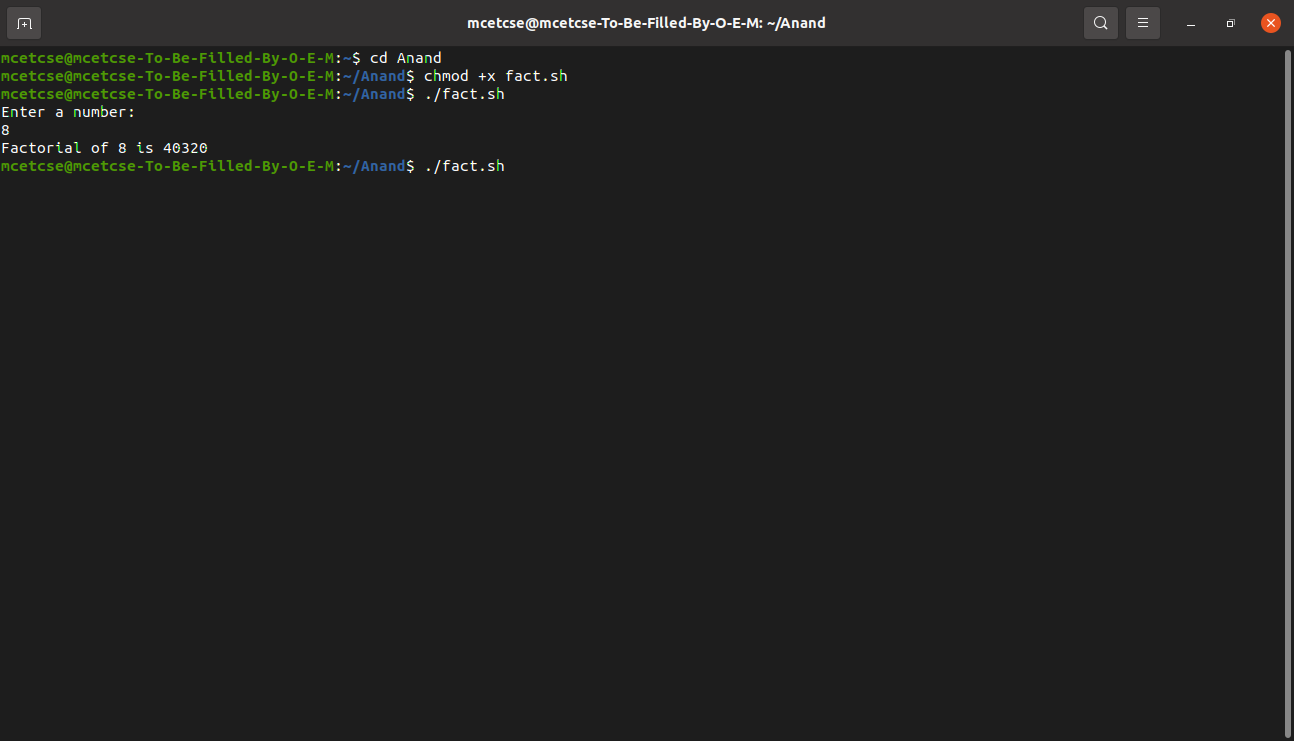 mcetcse@mcetcse-To-Be-Filled-By-O-E-M: ~/Anand
mcetcse@mcetcse-To-Be-Filled-By-O-E-M:~$ cd Anand
mcetcse@mcetcse-To-Be-Filled-By-O-E-M:~/Anand$ chmod +x fact.sh
mcetcse@mcetcse-To-Be-Filled-By-O-E-M:~/Anand$ ./fact.sh
Enter a number:
8
Factorial of 8 is 40320
mcetcse@mcetcse-To-Be-Filled-By-O-E-M:~/Anand$ ./fact.sh